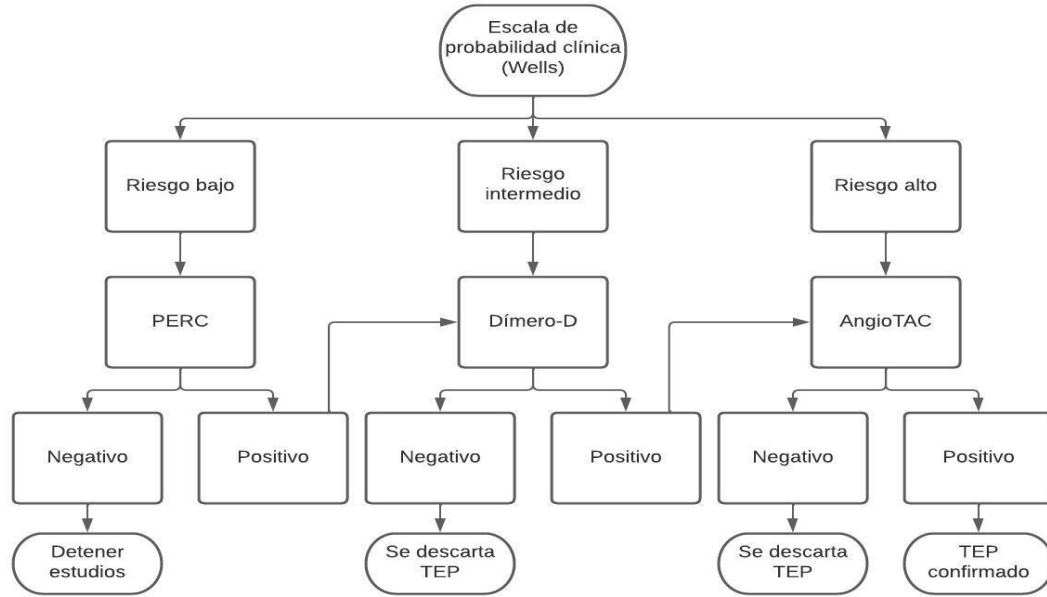 Escala de
probabilidad clínica
(Wells)
Riesgo bajo
Riesgo
intermedio
Riesgo alto
PERC
Dímero-D
AngioTAC
Negativo
Positivo
Negativo
Positivo
Negativo
Positivo
Detener
estudios
Se descarta
TEP
Se descarta
TEP
TEP
confirmado